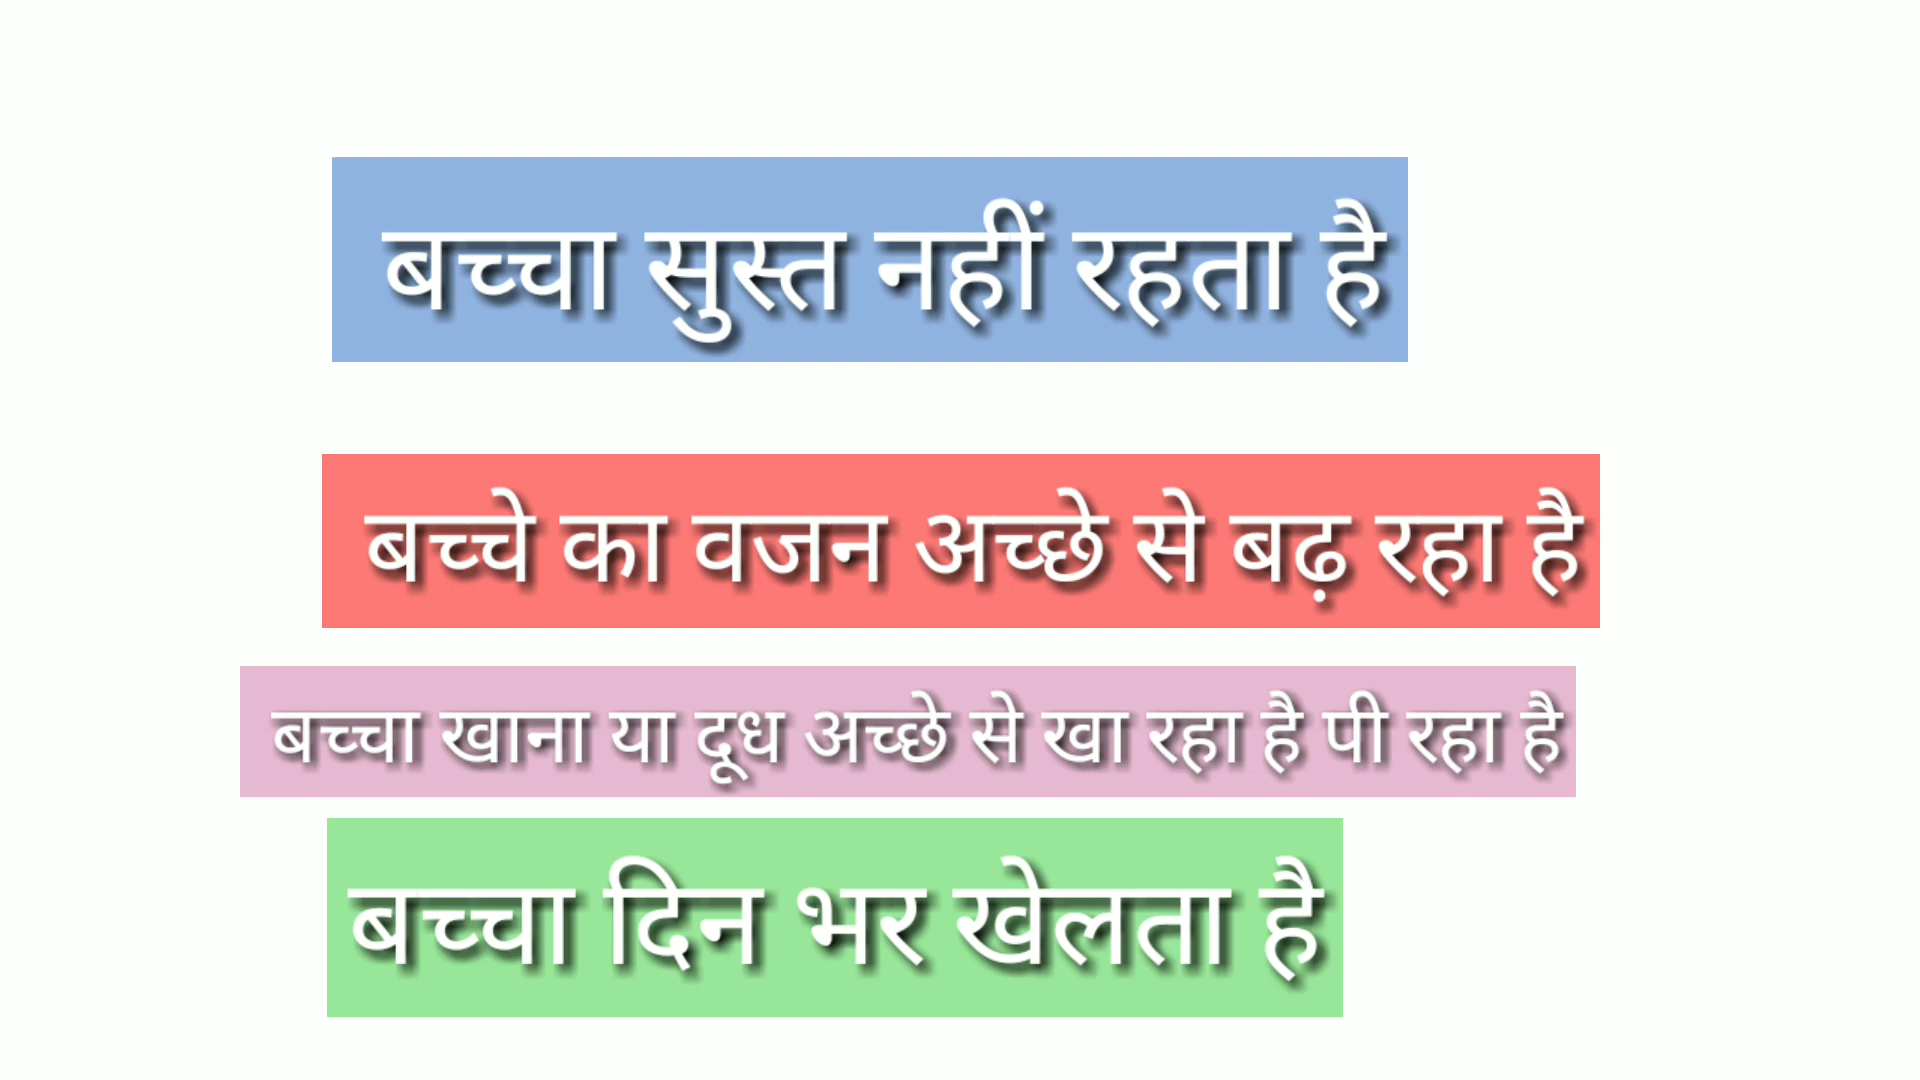 बच्चा सुस्त नहीं रहता है
बच्चे का वजन अच्छे से बढ़ रहा है
बच्चा खाना या दूध अच्छे से खा रहा है पी रहा है
बच्चा दिन भर खेलता है